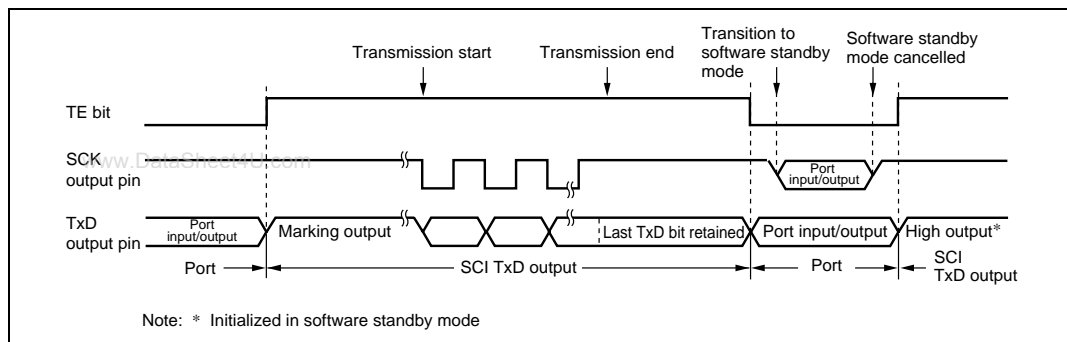 Transmission start
Transmission end
Transition to
software standby
mode
Software standby
mode cancelled
TE bit
www.DataSheet4U.com
SCK
output pin
Port
input/output
TxD
output pin
Port
input/output
Marking output
Last TxD bit retained
Port input/output
High output*
Port
SCI TxD output
Port
SCI
TxD output
Note: * Initialized in software standby mode